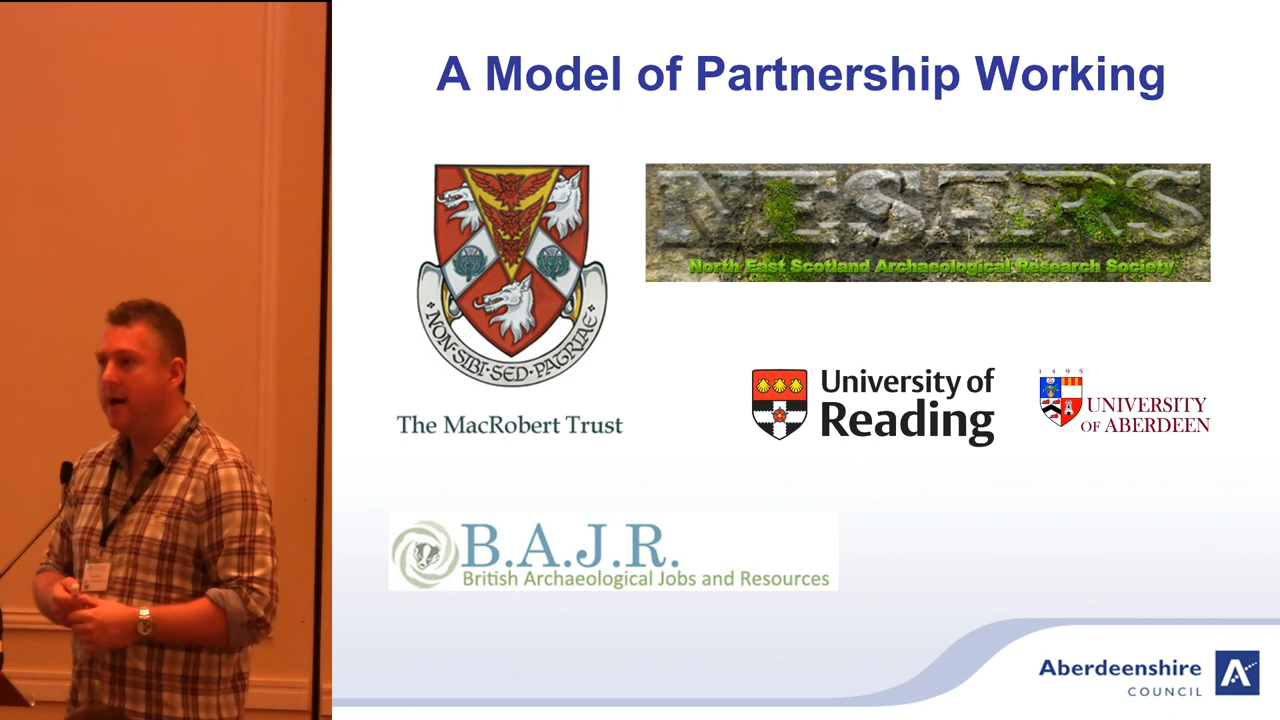 A Model of Partnership Working
NESARS
North East Scotland Archaeological Research Society
NON·SIBI·SED·PATRIAE
The MacRobert Trust
University of
Reading
1495
UNIVERSITY
OF ABERDEEN
B.A.J.R.
British Archaeological Jobs and Resources
Aberdeenshire
COUNCIL